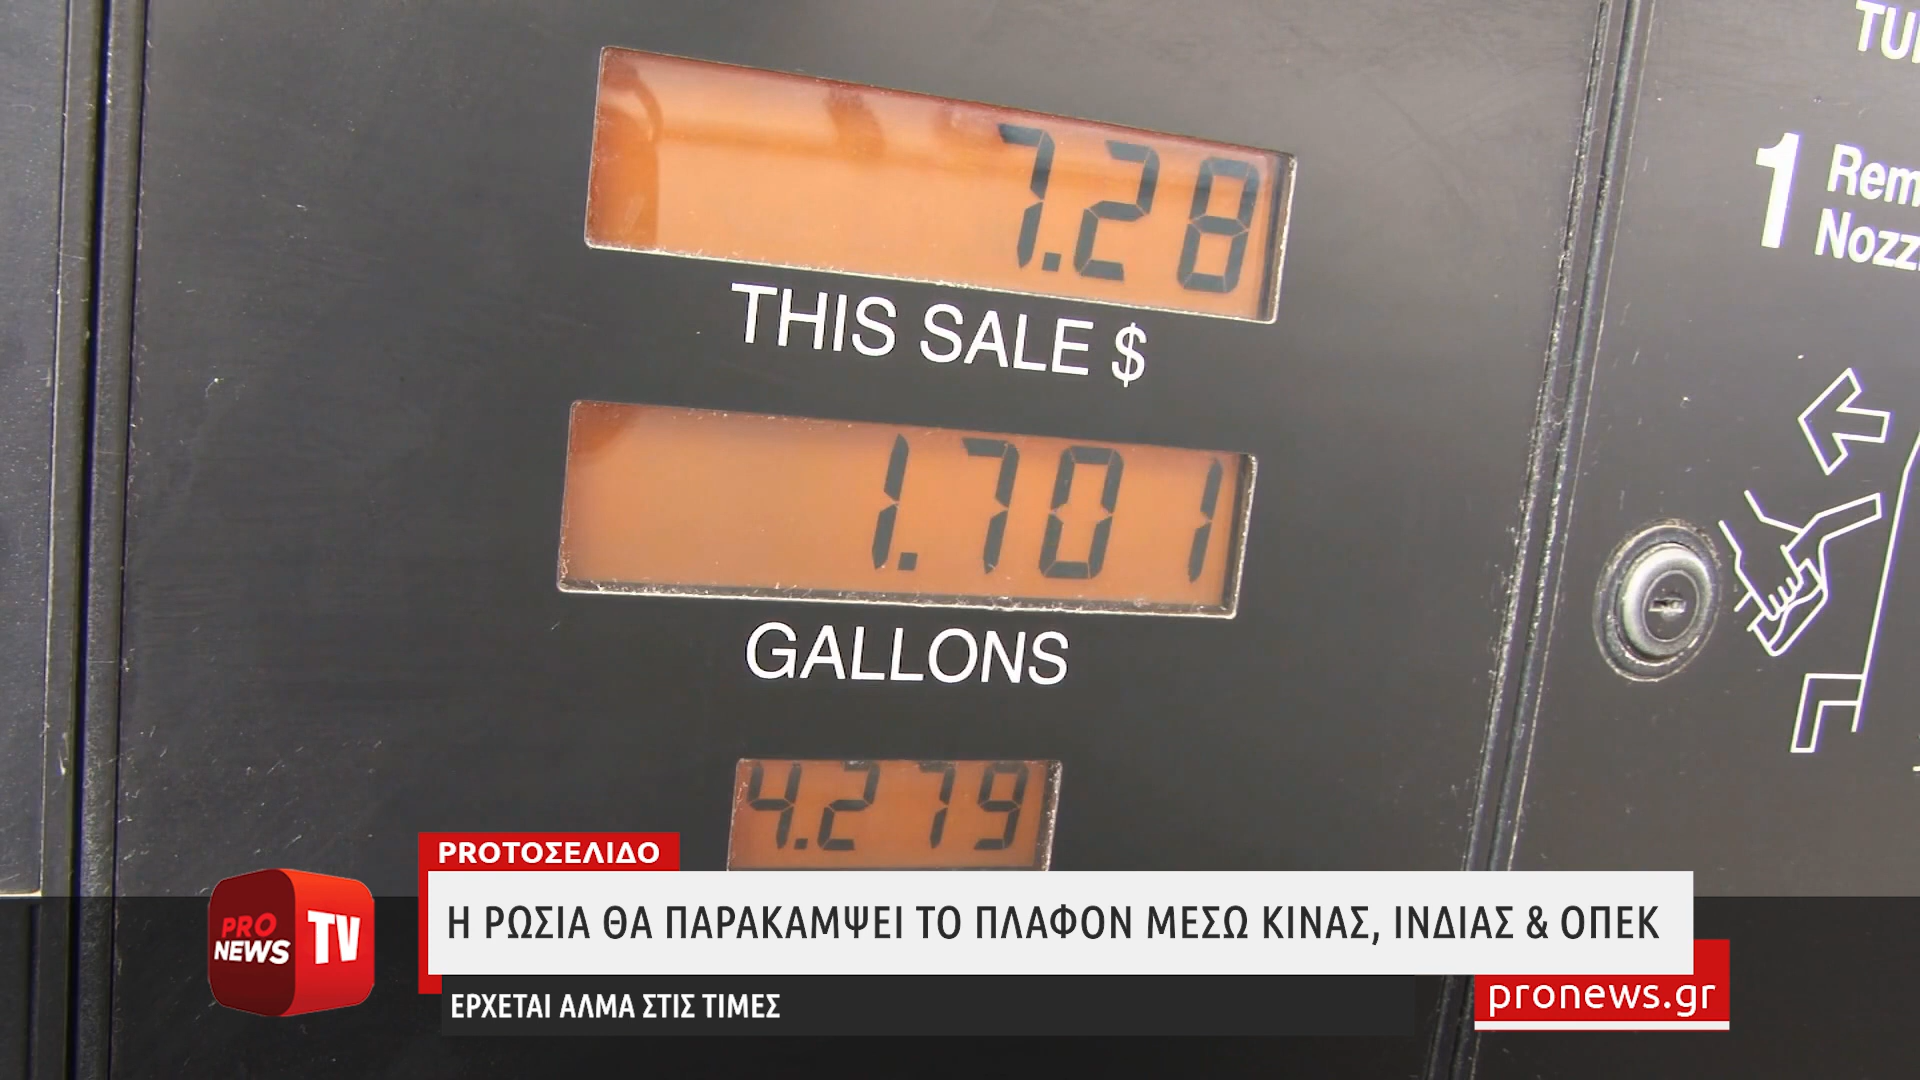 TU
7.28
THIS SALE $
1
Rem
Nozz
1.701
GALLONS
4.279
PROTOΣΕΛΙΔΟ
Η ΡΩΣΙΑ ΘΑ ΠΑΡΑΚΑΜΨΕΙ ΤΟ ΠΛΑΦΟΝ ΜΕΣΩ ΚΙΝΑΣ, ΙΝΔΙΑΣ & ΟΠΕΚ
PRO
NEWS
TV
pronews.gr
ΕΡΧΕΤΑΙ ΑΛΜΑ ΣΤΙΣ ΤΙΜΕΣ